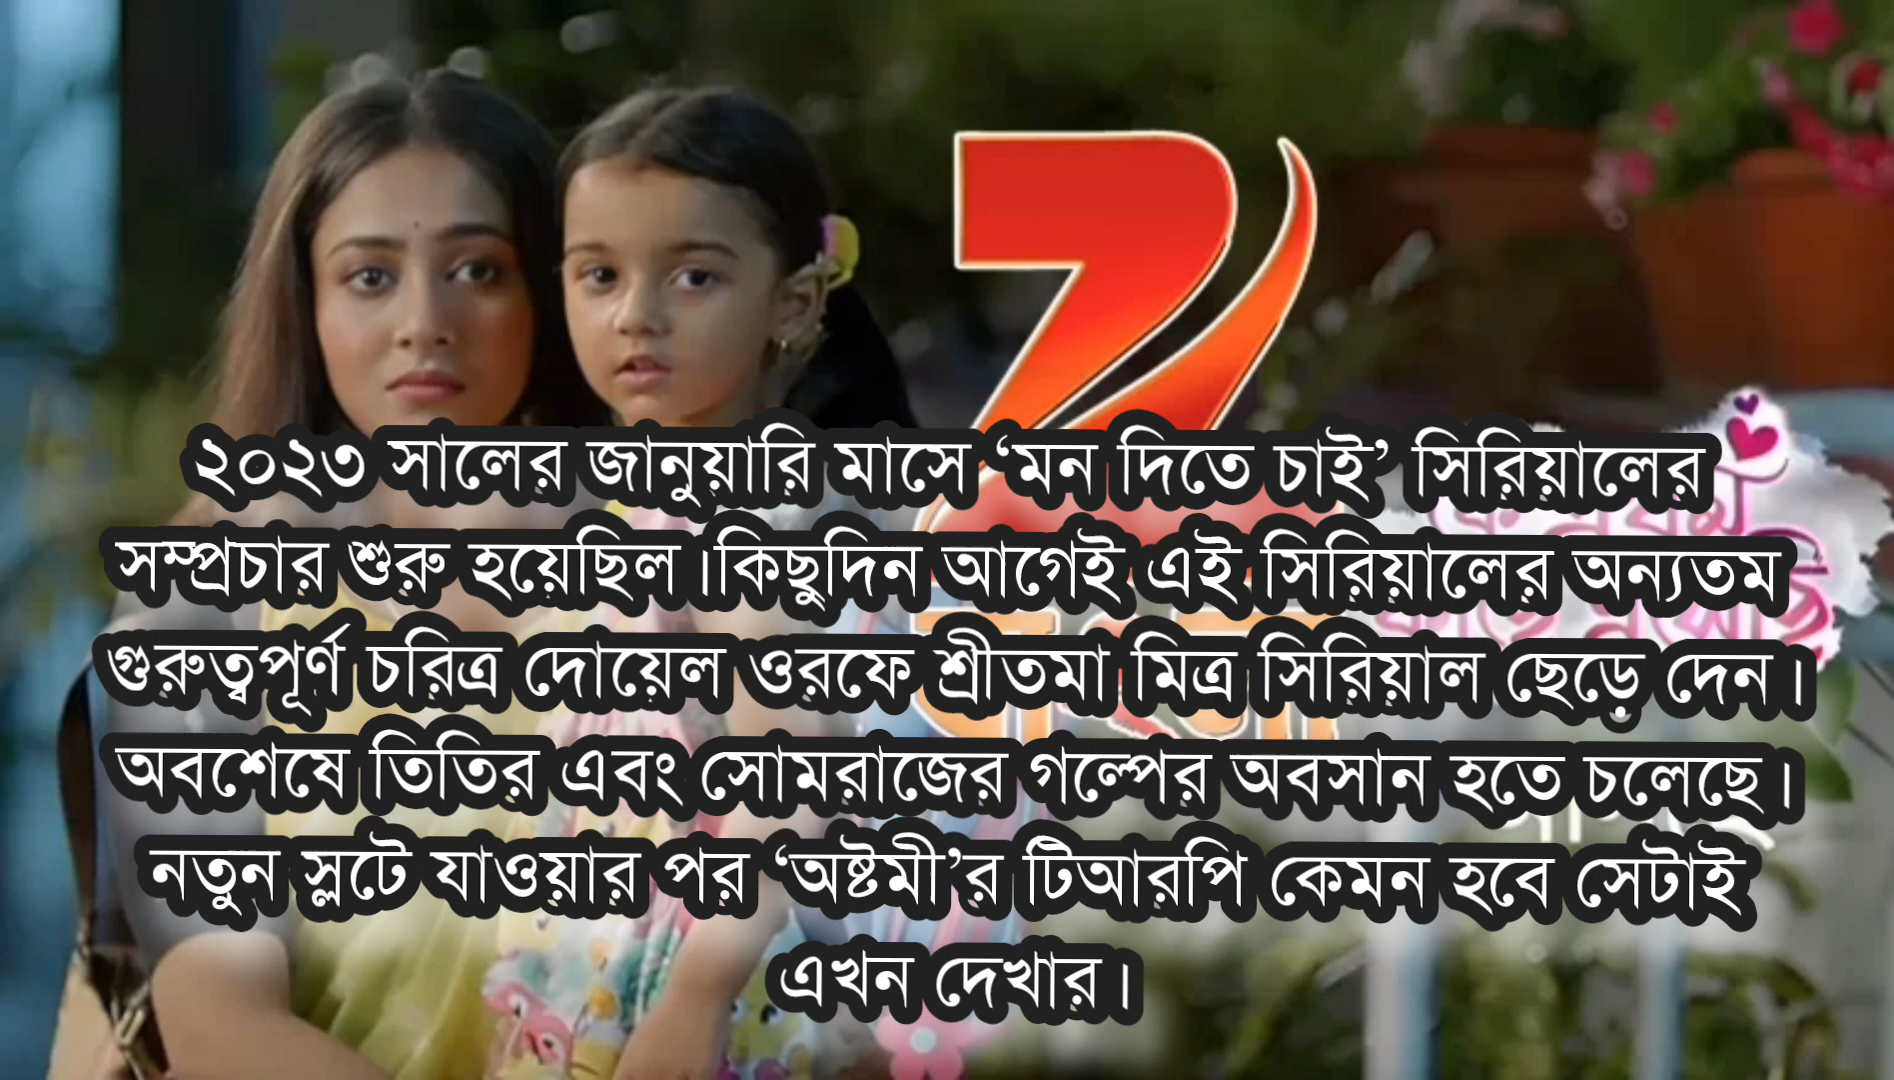 ২০২৩ সালের জানুয়ারি মাসে ‘মন দিতে চাই’ সিরিয়ালের
সম্প্রচার শুরু হয়েছিল।কিছুদিন আগেই এই সিরিয়ালের অন্যতম
গুরুত্বপূর্ণ চরিত্র দোয়েল ওরফে শ্রীতমা মিত্র সিরিয়াল ছেড়ে দেন।
অবশেষে তিতির এবং সোমরাজের গল্পের অবসান হতে চলেছে।
নতুন স্লটে যাওয়ার পর ‘অষ্টমী’র টিআরপি কেমন হবে সেটাই
এখন দেখার।